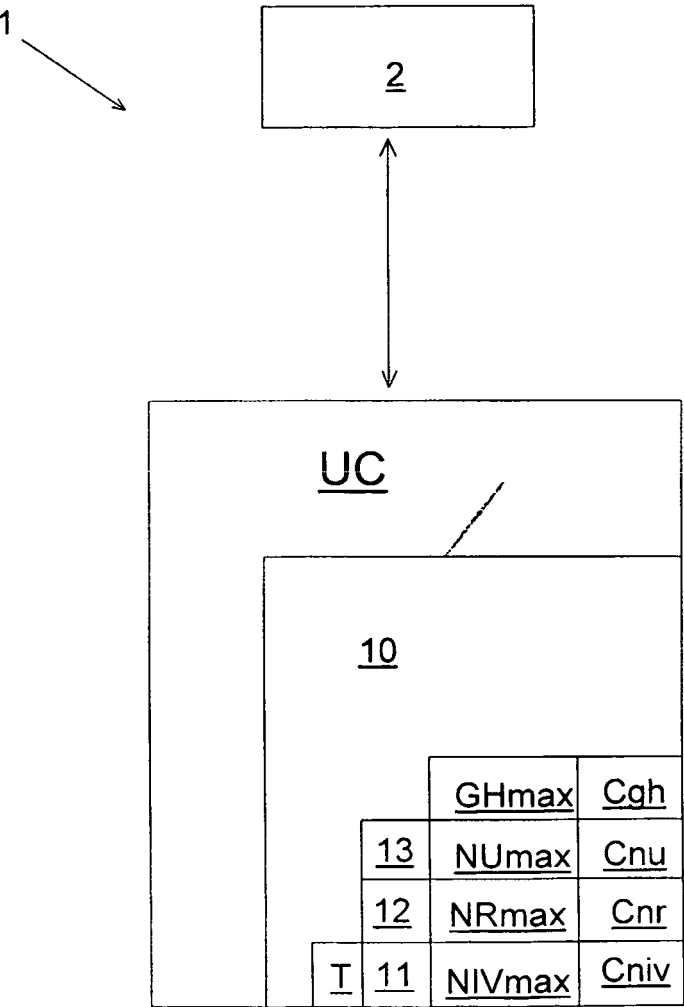 1
2
UC
10
GHmax Cgh
13 NUmax Cnu
12 NRmax Cnr
T 11 NIVmax Cniv